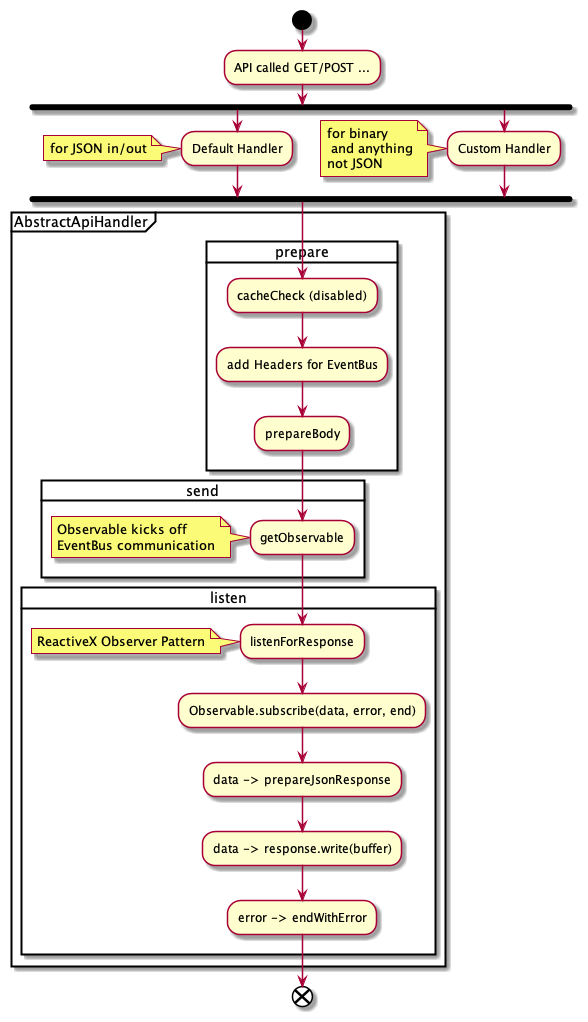 API called GET/POST ...
for JSON in/out
Default Handler
for binary
and anything
not JSON
Custom Handler
AbstractApiHandler
prepare
cacheCheck (disabled)
add Headers for EventBus
prepareBody
send
Observable kicks off
EventBus communication
getObservable
listen
ReactiveX Observer Pattern
listenForResponse
Observable.subscribe(data, error, end)
data -> prepareJsonResponse
data -> response.write(buffer)
error -> endWithError